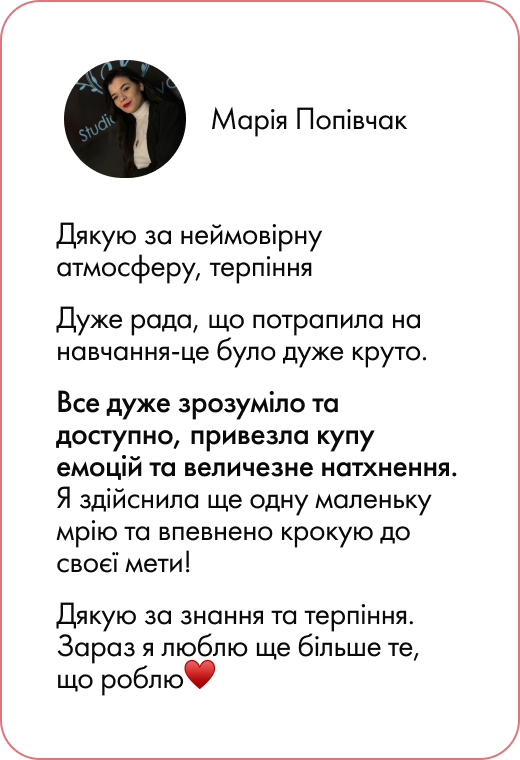 Studio
Марія Попівчак
Дякую за неймовірну
атмосферу, терпіння
Дуже рада, що потрапила на
навчання-це було дуже круто.
Все дуже зрозуміло та
доступно, привезла купу
емоцій та величезне натхнення.
Я здійснила ще одну маленьку
мрію та впевнено крокую до
своєї мети!
Дякую за знання та терпіння.
Зараз я люблю ще більше те,
що роблю❤️